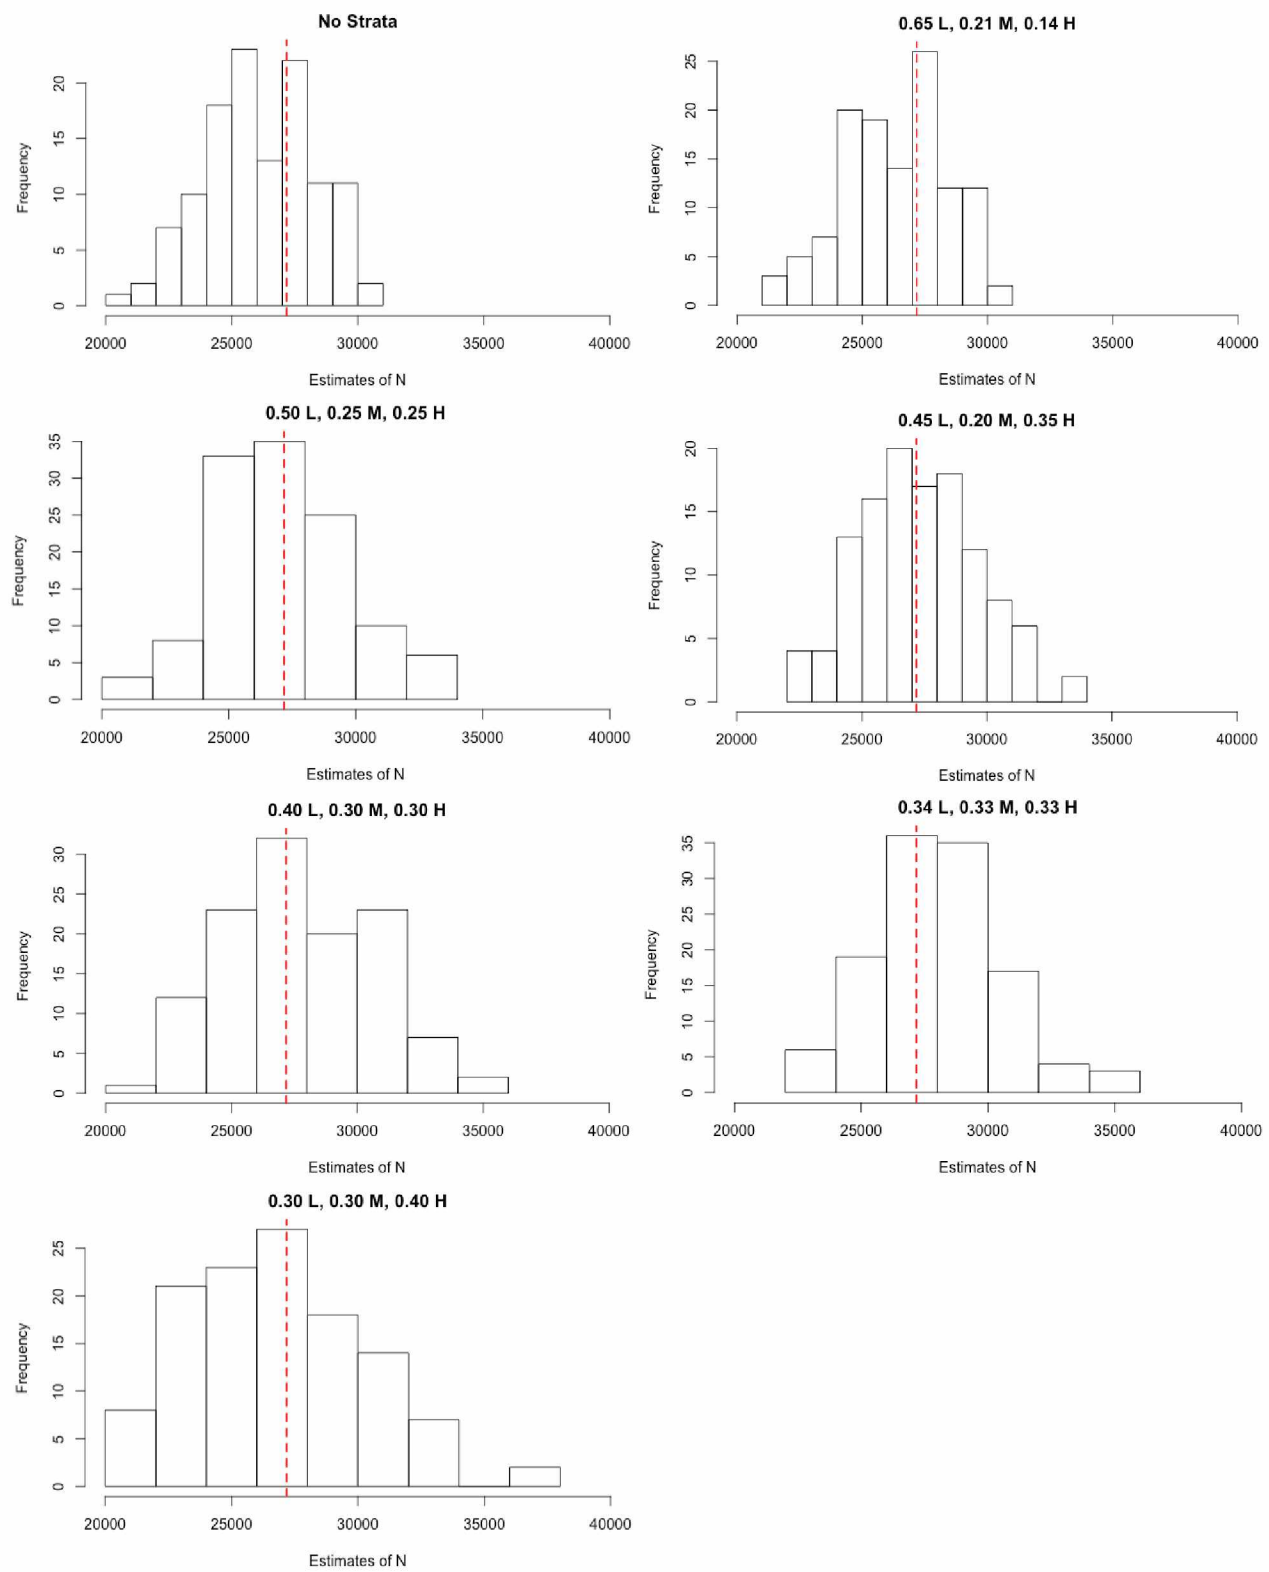 No Strata
Frequency
0 5 10 15 20
20000 25000 30000 35000 40000
Estimates of N
0.65 L, 0.21 M, 0.14 H
Frequency
0 5 10 15 20 25
20000 25000 30000 35000 40000
Estimates of N
0.50 L, 0.25 M, 0.25 H
Frequency
0 5 10 15 20 25 30 35
20000 25000 30000 35000 40000
Estimates of N
0.45 L, 0.20 M, 0.35 H
Frequency
0 5 10 15 20
20000 25000 30000 35000 40000
Estimates of N
0.40 L, 0.30 M, 0.30 H
Frequency
0 5 10 15 20 25 30
20000 25000 30000 35000 40000
Estimates of N
0.34 L, 0.33 M, 0.33 H
Frequency
0 5 10 15 20 25 30 35
20000 25000 30000 35000 40000
Estimates of N
0.30 L, 0.30 M, 0.40 H
Frequency
0 5 10 15 20 25
20000 25000 30000 35000 40000
Estimates of N